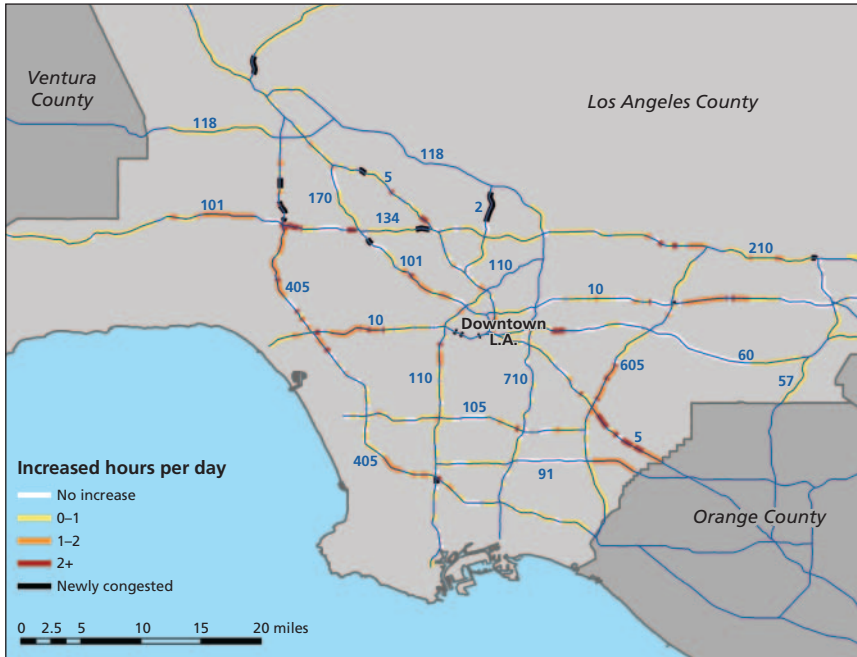 Ventura
County
Los Angeles County
118
118
5
170
2
101
134
210
101
110
405
10
10
Downtown
L.A.
60
605
57
110
710
105
5
405
91
Orange County
Increased hours per day
No increase
0–1
1–2
2+
Newly congested
0 2.5 5 10 15 20 miles